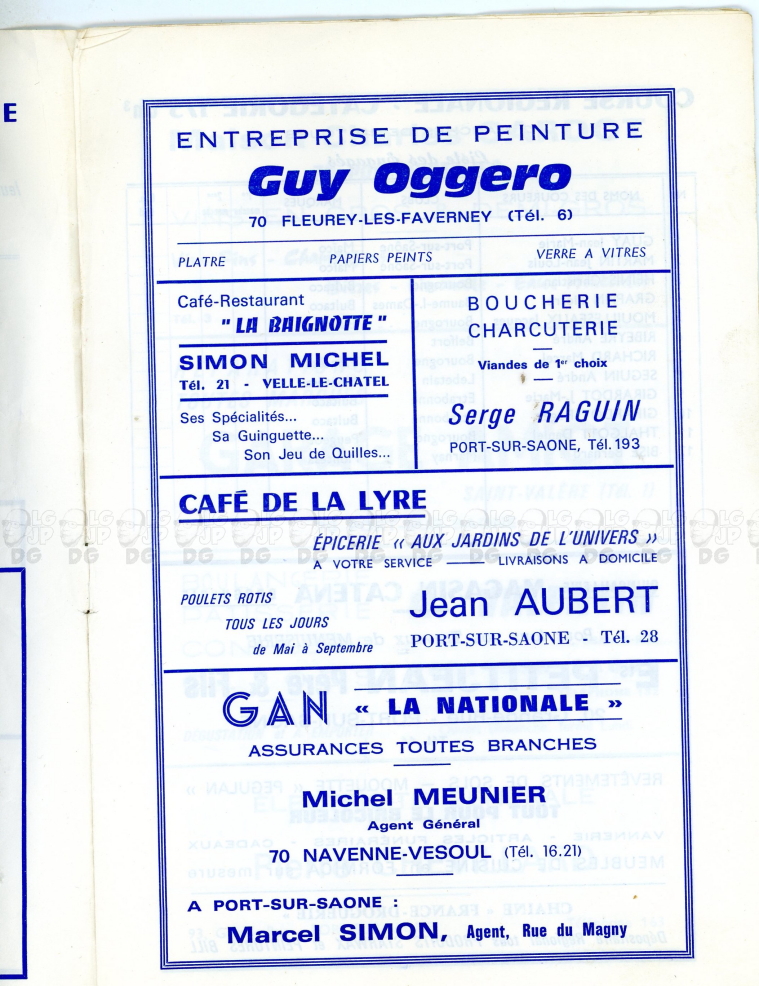 E
ENTREPRISE DE PEINTURE
Guy Oggero
70 FLEUREY-LES-FAVERNEY (Tél. 6)
PLATRE PAPIERS PEINTS VERRE A VITRES
Café-Restaurant
" LA BAIGNOTTE "
SIMON MICHEL
Tél. 21 - VELLE-LE-CHATEL
Ses Spécialités...
Sa Guinguette...
Son Jeu de Quilles...
BOUCHERIE
CHARCUTERIE
Viandes de 1er choix
Serge RAGUIN
PORT-SUR-SAONE, Tél. 193
CAFÉ DE LA LYRE
ÉPICERIE « AUX JARDINS DE L'UNIVERS »
A VOTRE SERVICE —— LIVRAISONS A DOMICILE
POULETS ROTIS
TOUS LES JOURS
de Mai à Septembre
Jean AUBERT
PORT-SUR-SAONE - Tél. 28
GAN « LA NATIONALE »
ASSURANCES TOUTES BRANCHES
Michel MEUNIER
Agent Général
70 NAVENNE-VESOUL (Tél. 16.21)
A PORT-SUR-SAONE :
Marcel SIMON, Agent, Rue du Magny